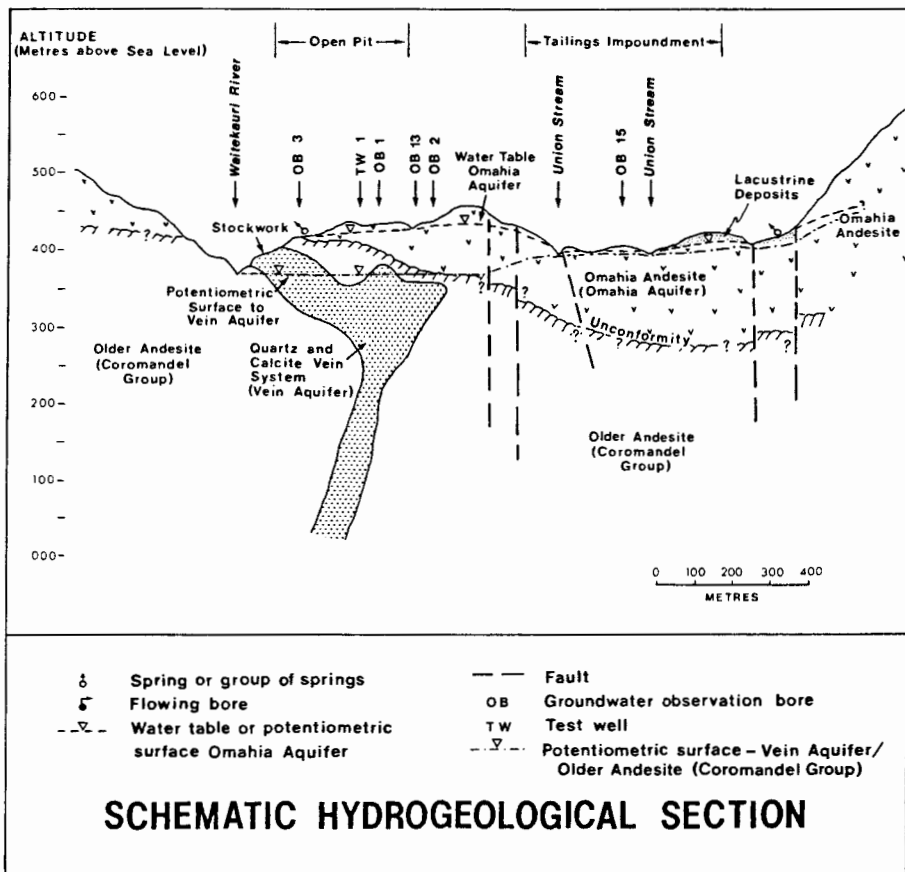 ALTITUDE
(Metres above Sea Level)
Open Pit
Tailings Impoundment
Waitekauri River
OB 3
TW 1
OB 1
OB 13
OB 2
Union Stream
OB 15
Union Stream
600
500
400
300
200
100
000
Water Table
Omahia
Aquifer
Lacustrine
Deposits
Stockwork
Omahia
Andesite
?
?
Potentiometric
Surface to
Vein Aquifer
Omahia Andesite
(Omahia Aquifer)
?
?
Unconformity
?
?
?
?
?
Older Andesite
(Coromandel
Group)
Quartz and
Calcite Vein
System
(Vein Aquifer)
Older Andesite
(Coromandel
Group)
0 100 200 300 400
METRES
Spring or group of springs
Flowing bore
Water table or potentiometric
surface Omahia Aquifer
Fault
OB Groundwater observation bore
TW Test well
Potentiometric surface – Vein Aquifer/
Older Andesite (Coromandel Group)
SCHEMATIC HYDROGEOLOGICAL SECTION